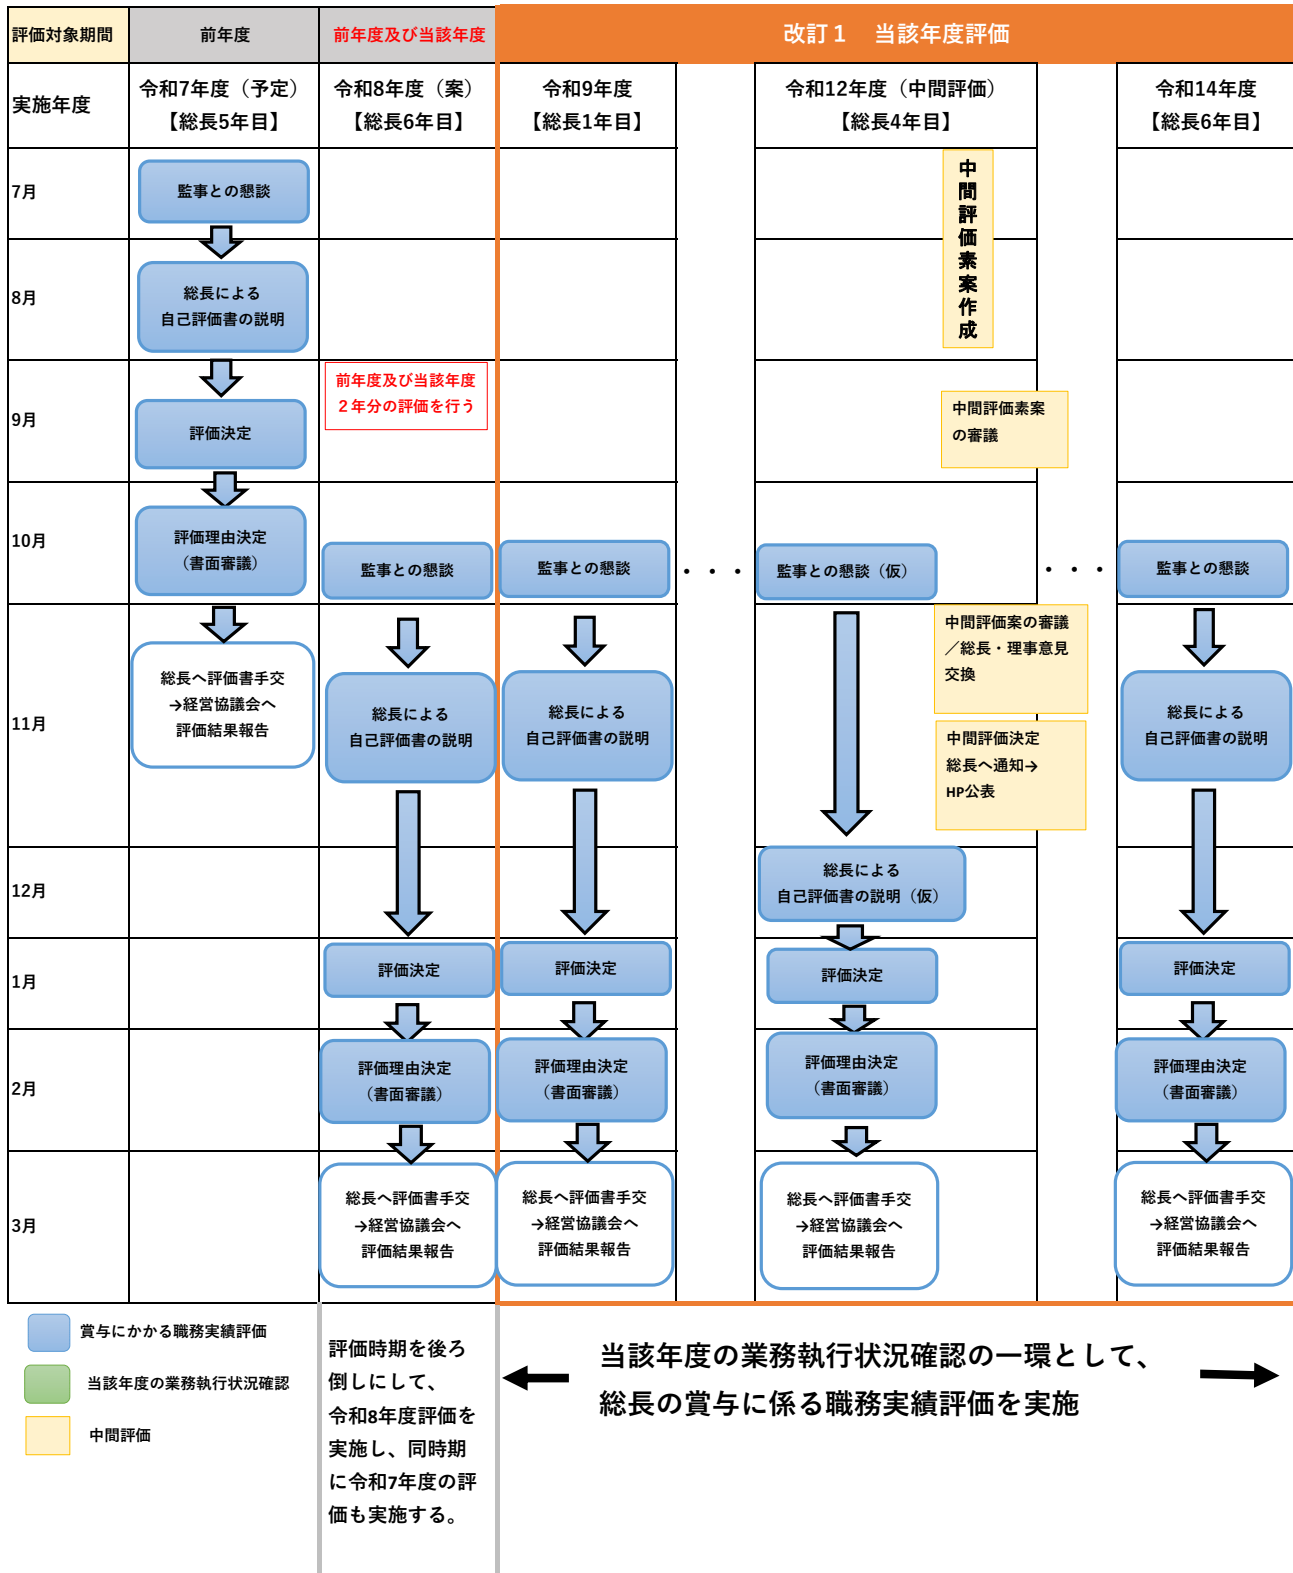 評価対象期間
前年度
前年度及び当該年度
改訂１　当該年度評価
実施年度
令和7年度（予定）
【総長5年目】
令和8年度（案）
【総長6年目】
令和9年度
【総長1年目】
令和12年度（中間評価）
【総長4年目】
令和14年度
【総長6年目】
7月
監事との懇談
中間評価素案作成
8月
総長による
自己評価書の説明
9月
評価決定
前年度及び当該年度
２年分の評価を行う
中間評価素案
の審議
10月
評価理由決定
（書面審議）
監事との懇談
監事との懇談
・・・
監事との懇談（仮）
・・・
監事との懇談
11月
総長へ評価書手交
→経営協議会へ
評価結果報告
総長による
自己評価書の説明
総長による
自己評価書の説明
中間評価案の審議
／総長・理事意見
交換
中間評価決定
総長へ通知→
HP公表
総長による
自己評価書の説明
12月
総長による
自己評価書の説明（仮）
1月
評価決定
評価決定
評価決定
評価決定
2月
評価理由決定
（書面審議）
評価理由決定
（書面審議）
評価理由決定
（書面審議）
評価理由決定
（書面審議）
3月
総長へ評価書手交
→経営協議会へ
評価結果報告
総長へ評価書手交
→経営協議会へ
評価結果報告
総長へ評価書手交
→経営協議会へ
評価結果報告
総長へ評価書手交
→経営協議会へ
評価結果報告
賞与にかかる職務実績評価
当該年度の業務執行状況確認
中間評価
評価時期を後ろ
倒しにして、
令和8年度評価を
実施し、同時期
に令和7年度の評
価も実施する。
当該年度の業務執行状況確認の一環として、
総長の賞与に係る職務実績評価を実施